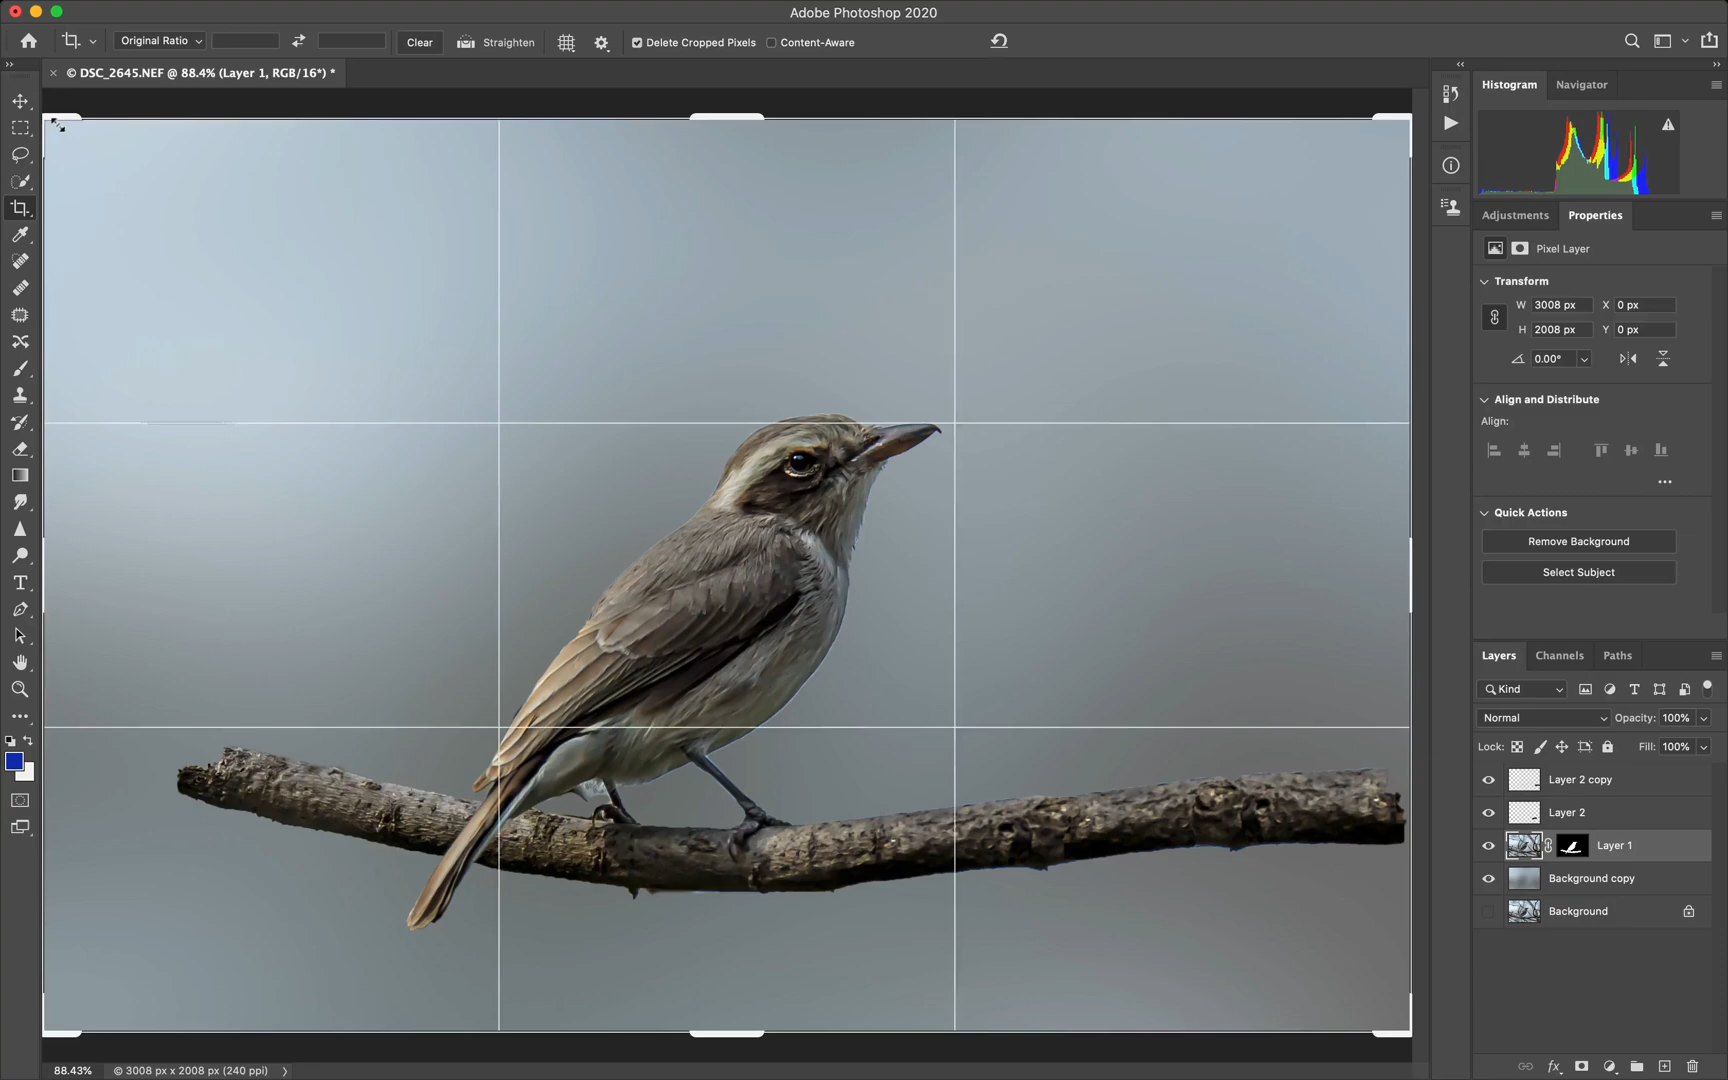 Adobe Photoshop 2020
Original Ratio
Clear
Straighten
Delete Cropped Pixels
Content-Aware
© DSC_2645.NEF @ 88.4% (Layer 1, RGB/16*) *
Histogram
Navigator
Adjustments
Properties
Pixel Layer
Transform
W 3008 px X 0 px
H 2008 px Y 0 px
0.00°
Align and Distribute
Align:
Quick Actions
Remove Background
Select Subject
Layers
Channels
Paths
Kind
Normal
Opacity: 100%
Lock:
Fill: 100%
Layer 2 copy
Layer 2
Layer 1
Background copy
Background
fx
88.43%
© 3008 px x 2008 px (240 ppi)